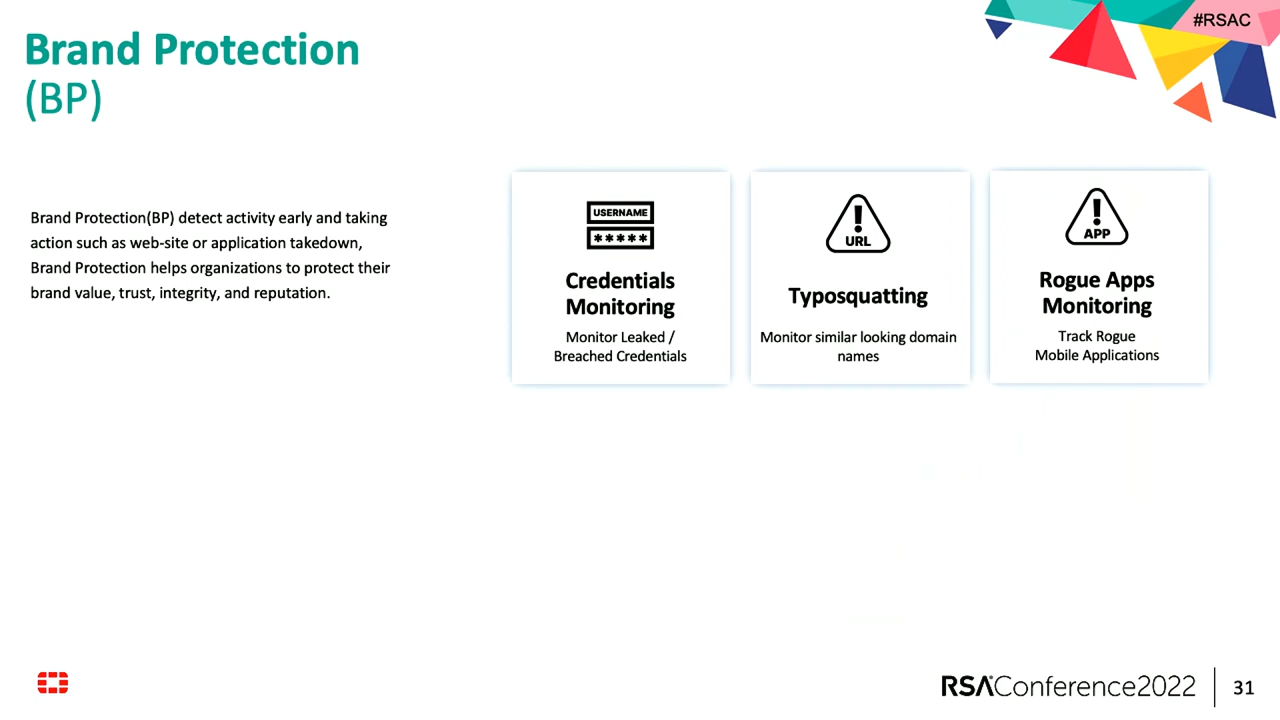 #RSAC
Brand Protection
(BP)
Brand Protection(BP) detect activity early and taking
action such as web-site or application takedown,
Brand Protection helps organizations to protect their
brand value, trust, integrity, and reputation.
USERNAME
*****
Credentials
Monitoring
Monitor Leaked /
Breached Credentials
!
URL
Typosquatting
Monitor similar looking domain
names
!
APP
Rogue Apps
Monitoring
Track Rogue
Mobile Applications
RSA Conference2022
31